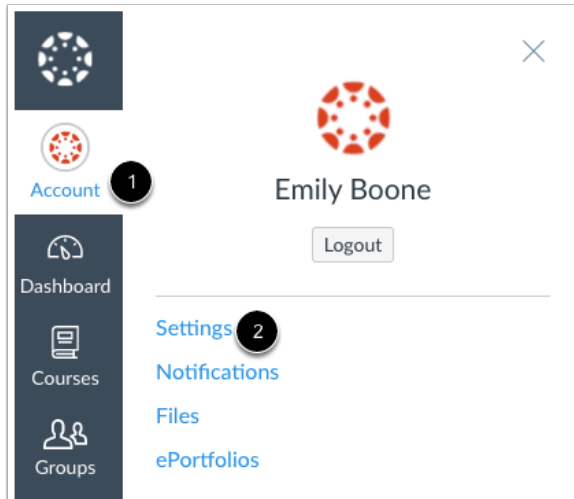 Account 1
Dashboard
Courses
Groups
Emily Boone
Logout
Settings 2
Notifications
Files
ePortfolios